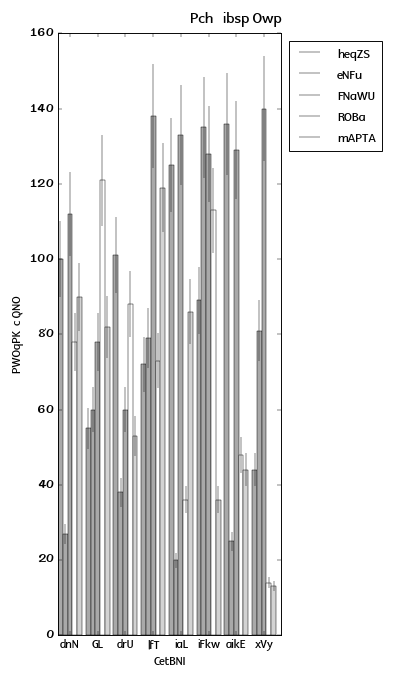 Pch ibsp Owp
160
140
120
100
80
60
40
20
0
PWOqPK c QNO
dnN GL drU lfT iaL iFkw aikE xVy
CetBNI
heqZS
eNFu
FNaWU
ROBa
mAPTA